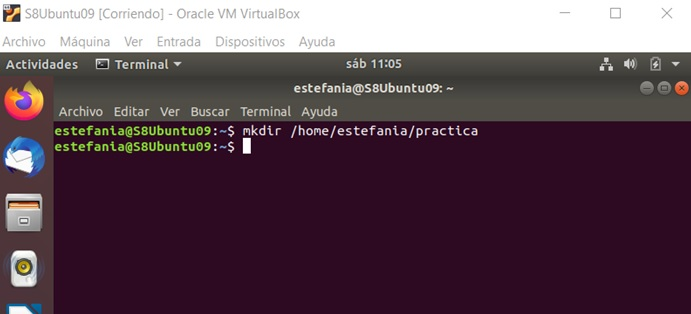 S8Ubuntu09 [Corriendo] - Oracle VM VirtualBox
Archivo Máquina Ver Entrada Dispositivos Ayuda
Actividades Terminal sáb 11:05
estefania@S8Ubuntu09: ~
Archivo Editar Ver Buscar Terminal Ayuda
estefania@S8Ubuntu09:~$ mkdir /home/estefania/practica
estefania@S8Ubuntu09:~$